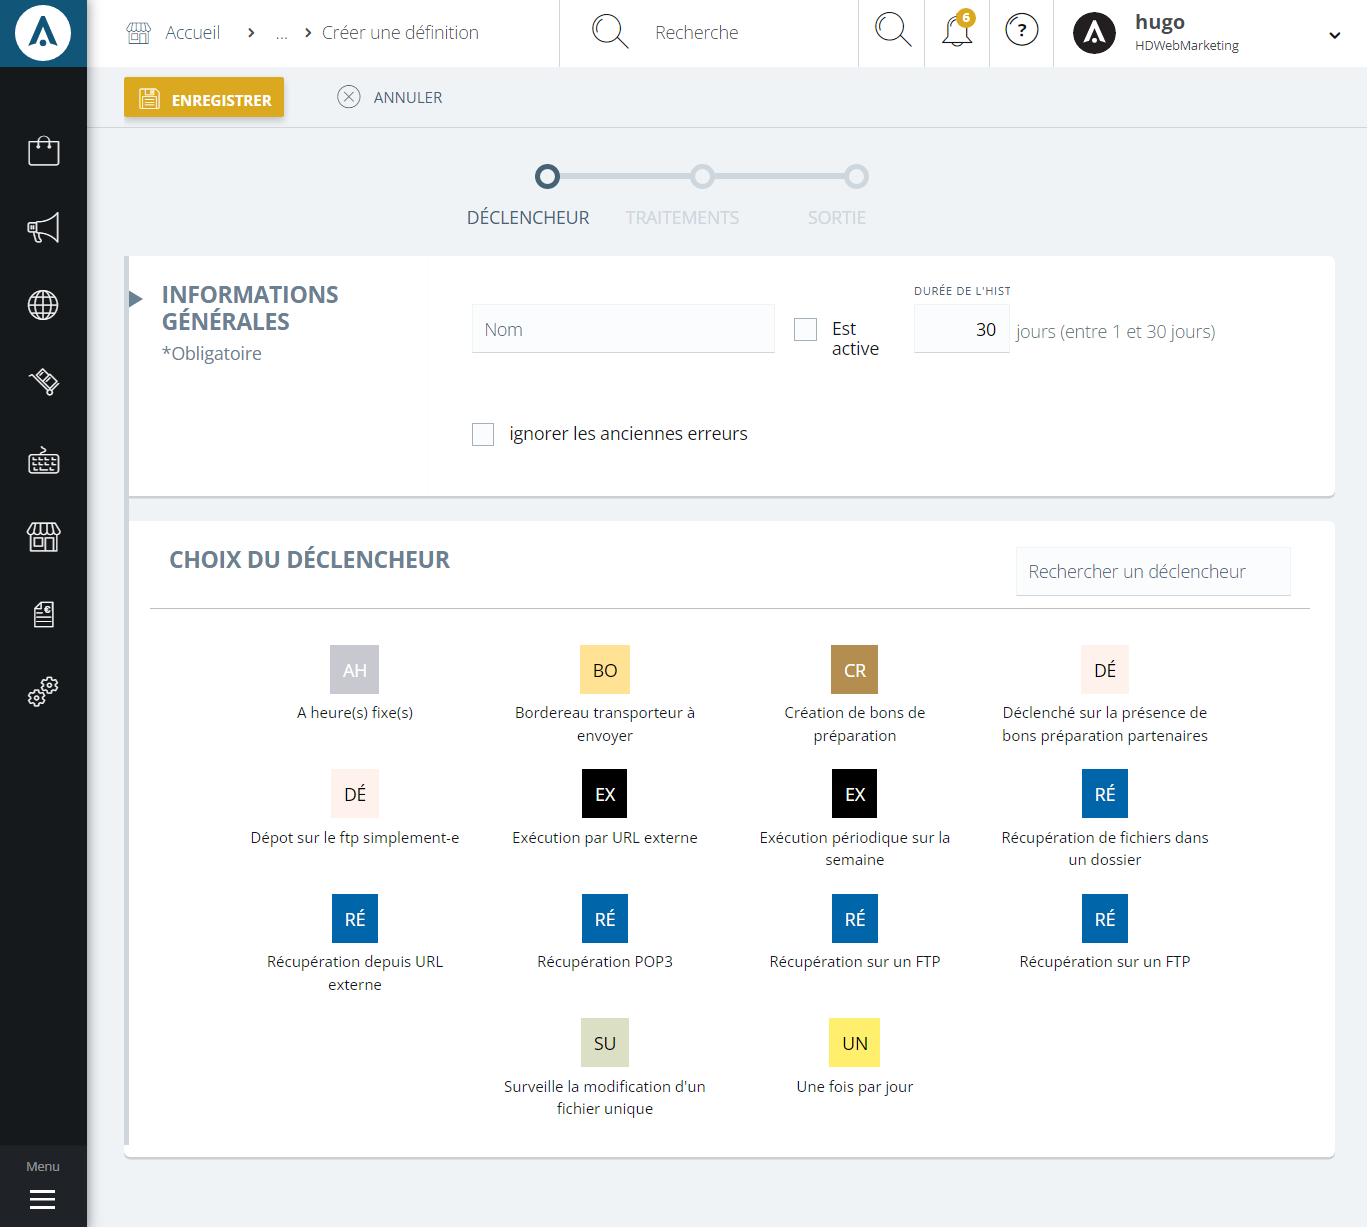 Accueil
...
Créer une définition
Recherche
6
?
hugo
HDWebMarketing
ENREGISTRER
ANNULER
DÉCLENCHEUR
TRAITEMENTS
SORTIE
INFORMATIONS
GÉNÉRALES
*Obligatoire
Nom
Est
active
DURÉE DE L'HIST
30
jours (entre 1 et 30 jours)
ignorer les anciennes erreurs
CHOIX DU DÉCLENCHEUR
Rechercher un déclencheur
AH
A heure(s) fixe(s)
BO
Bordereau transporteur à
envoyer
CR
Création de bons de
préparation
DÉ
Déclenché sur la présence de
bons préparation partenaires
DÉ
Dépot sur le ftp simplement-e
EX
Exécution par URL externe
EX
Exécution périodique sur la
semaine
RÉ
Récupération de fichiers dans
un dossier
RÉ
Récupération depuis URL
externe
RÉ
Récupération POP3
RÉ
Récupération sur un FTP
RÉ
Récupération sur un FTP
SU
Surveille la modification d'un
fichier unique
UN
Une fois par jour
Menu